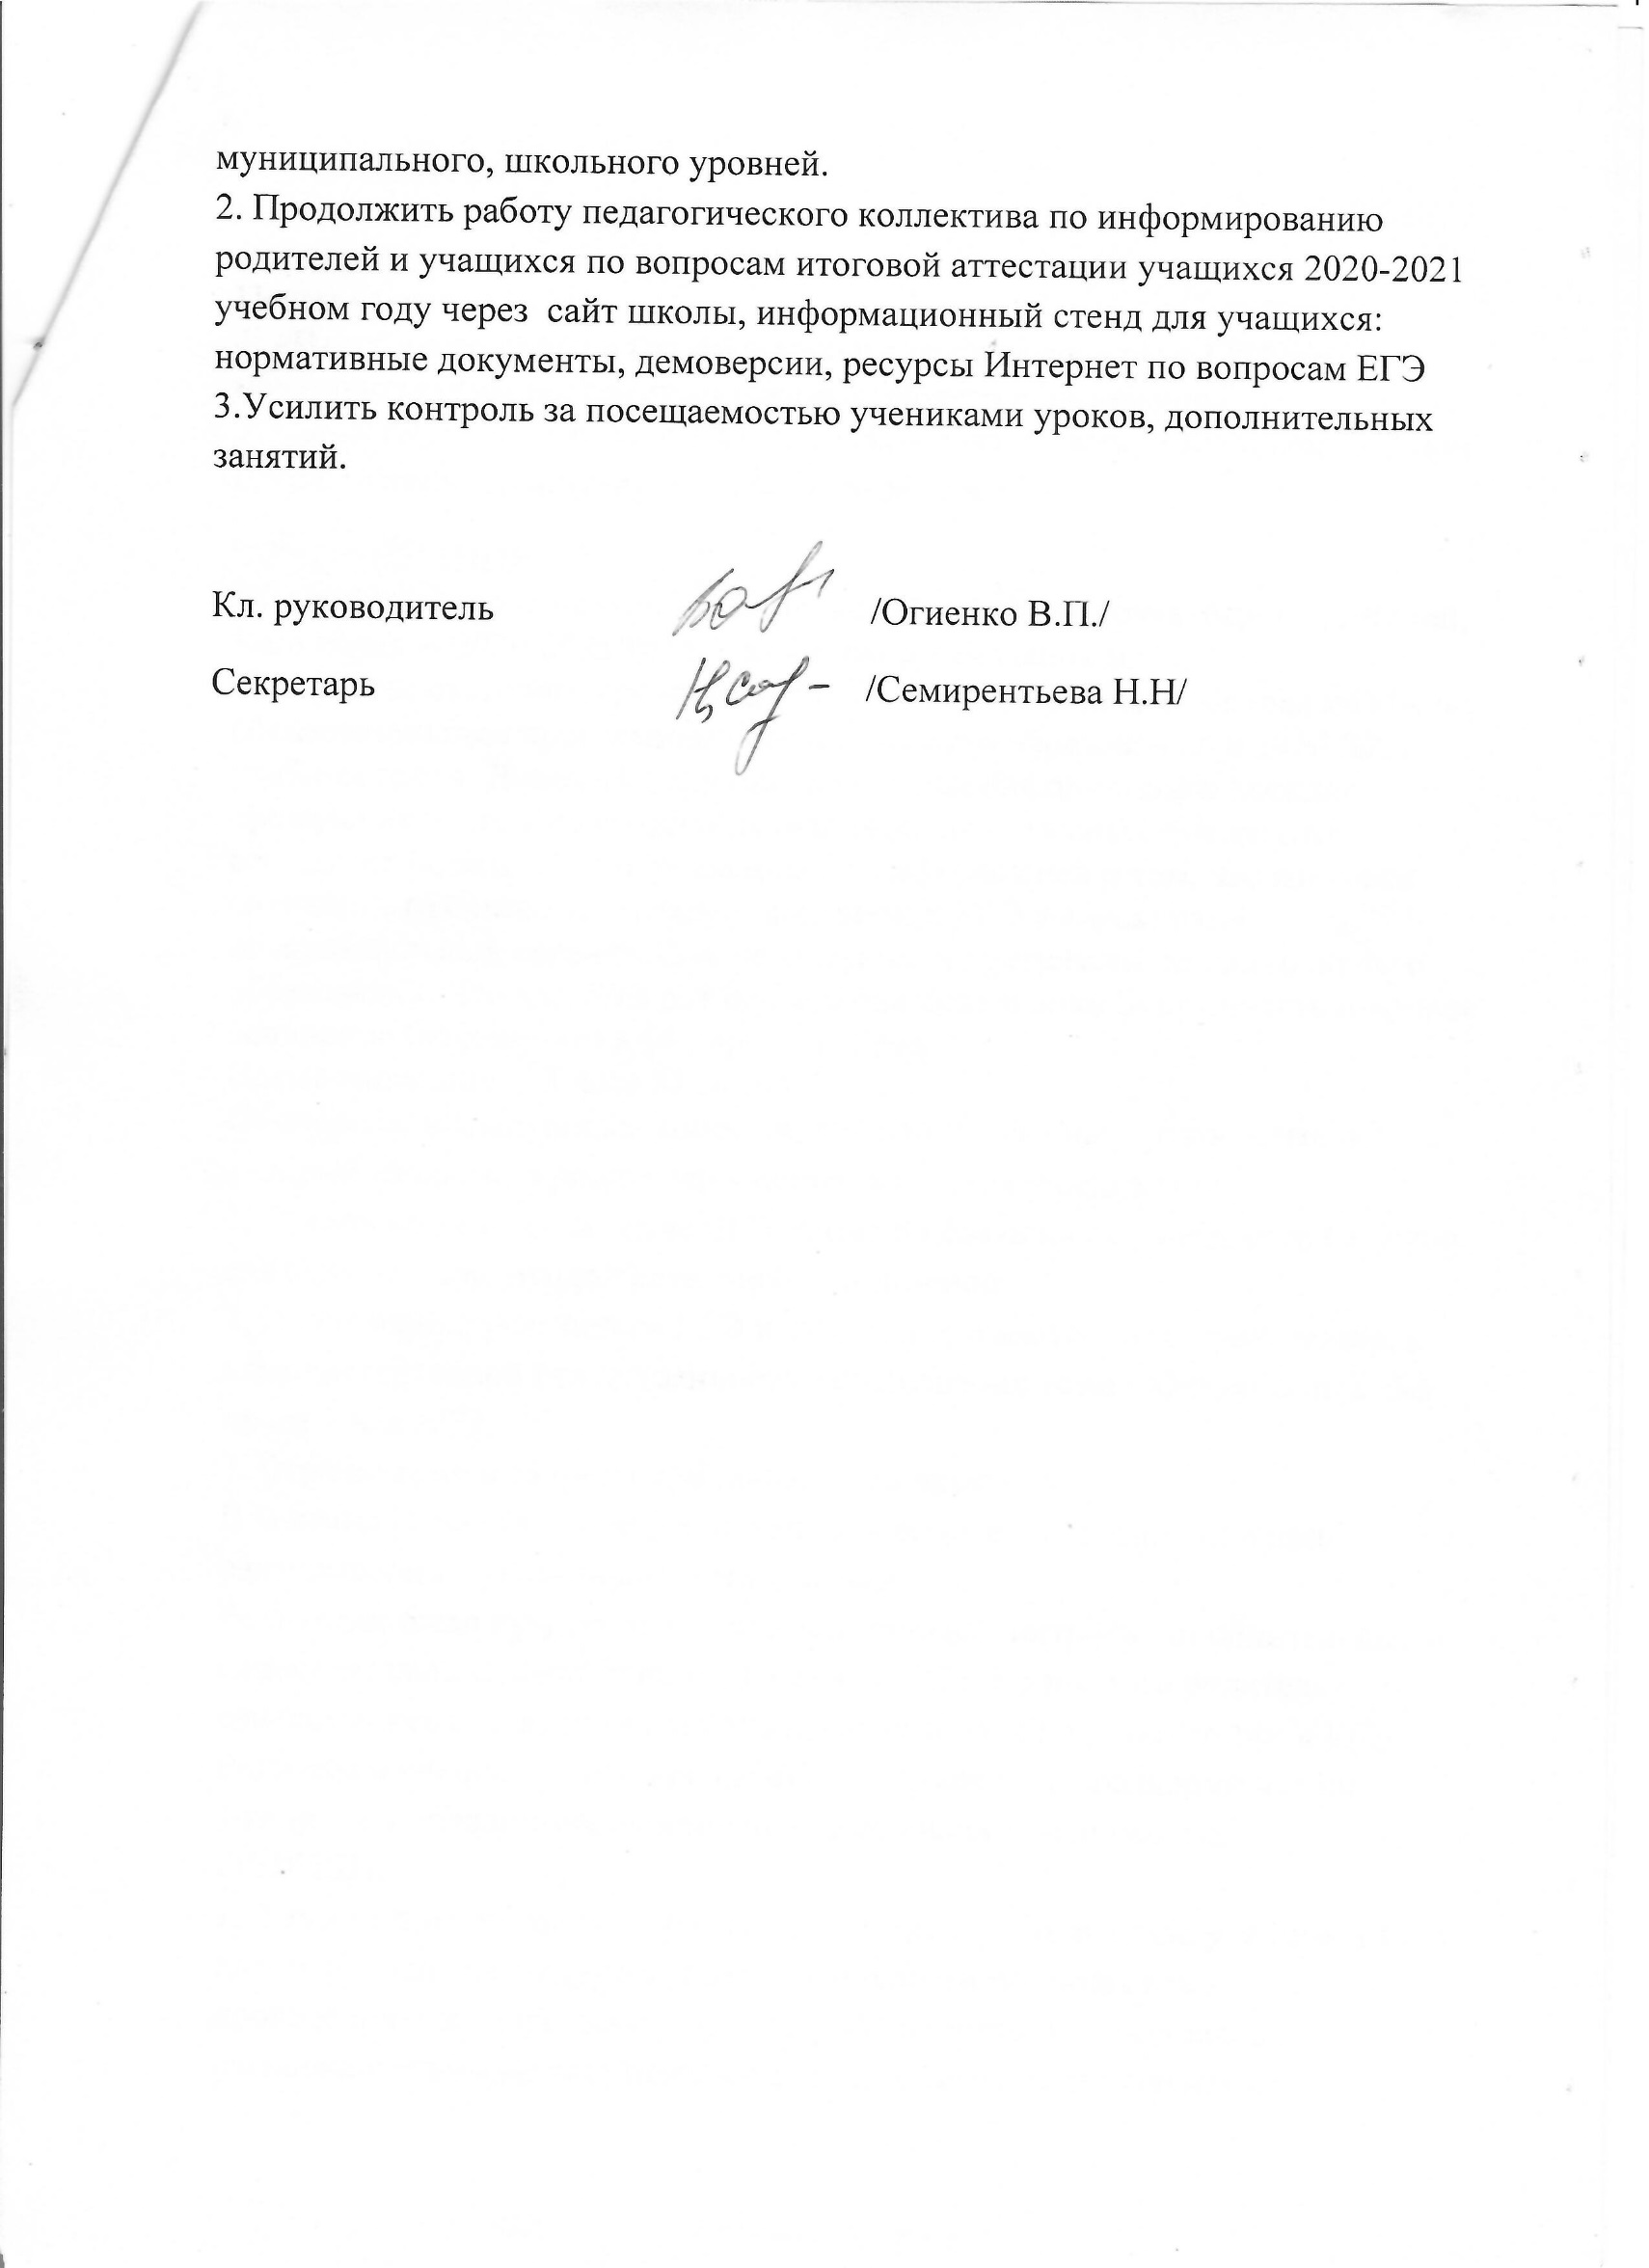 муниципального, школьного уровней.
2. Продолжить работу педагогического коллектива по информированию
родителей и учащихся по вопросам итоговой аттестации учащихся 2020-2021
учебном году через  сайт школы, информационный стенд для учащихся:
нормативные документы, демоверсии, ресурсы Интернет по вопросам ЕГЭ
3.Усилить контроль за посещаемостью учениками уроков, дополнительных
занятий.
Кл. руководитель /Огиенко В.П./
Секретарь /Семирентьева Н.Н/